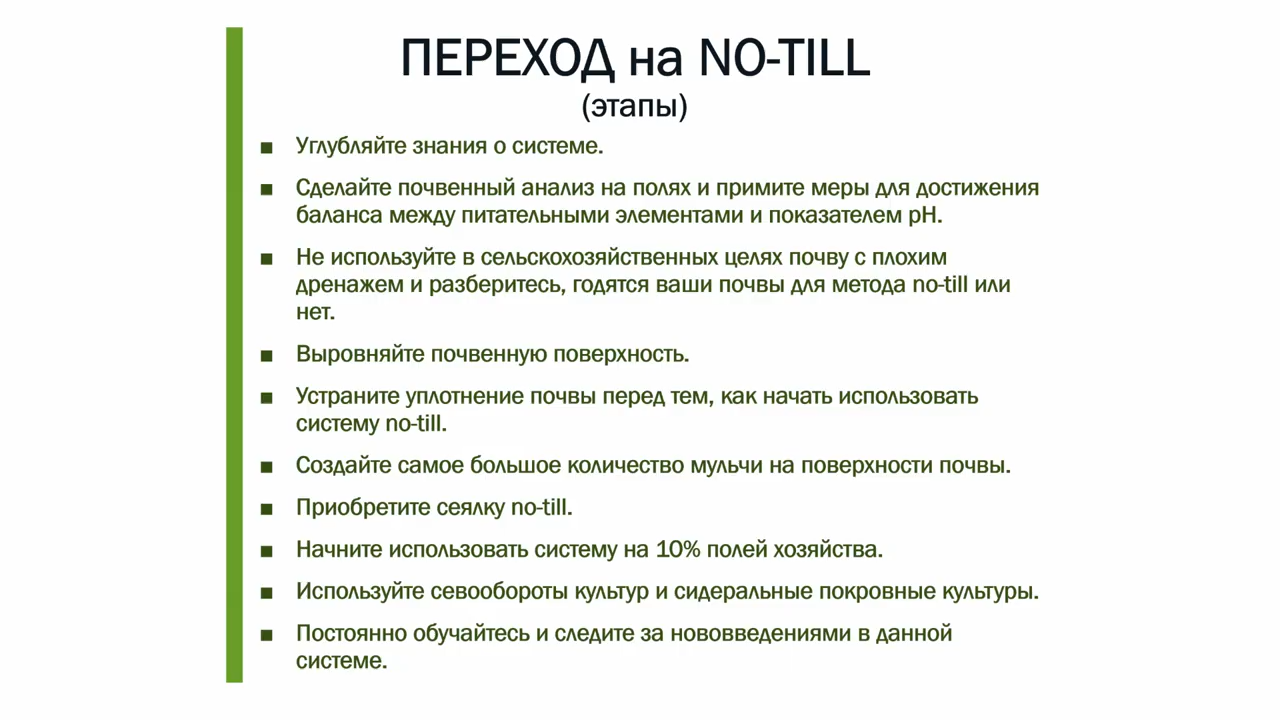 ПЕРЕХОД на NO-TILL
(этапы)
■ Углубляйте знания о системе.
■ Сделайте почвенный анализ на полях и примите меры для достижения
баланса между питательными элементами и показателем pH.
■ Не используйте в сельскохозяйственных целях почву с плохим
дренажем и разберитесь, годятся ваши почвы для метода no-till или
нет.
■ Выровняйте почвенную поверхность.
■ Устраните уплотнение почвы перед тем, как начать использовать
систему no-till.
■ Создайте самое большое количество мульчи на поверхности почвы.
■ Приобретите сеялку no-till.
■ Начните использовать систему на 10% полей хозяйства.
■ Используйте севообороты культур и сидеральные покровные культуры.
■ Постоянно обучайтесь и следите за нововведениями в данной
системе.